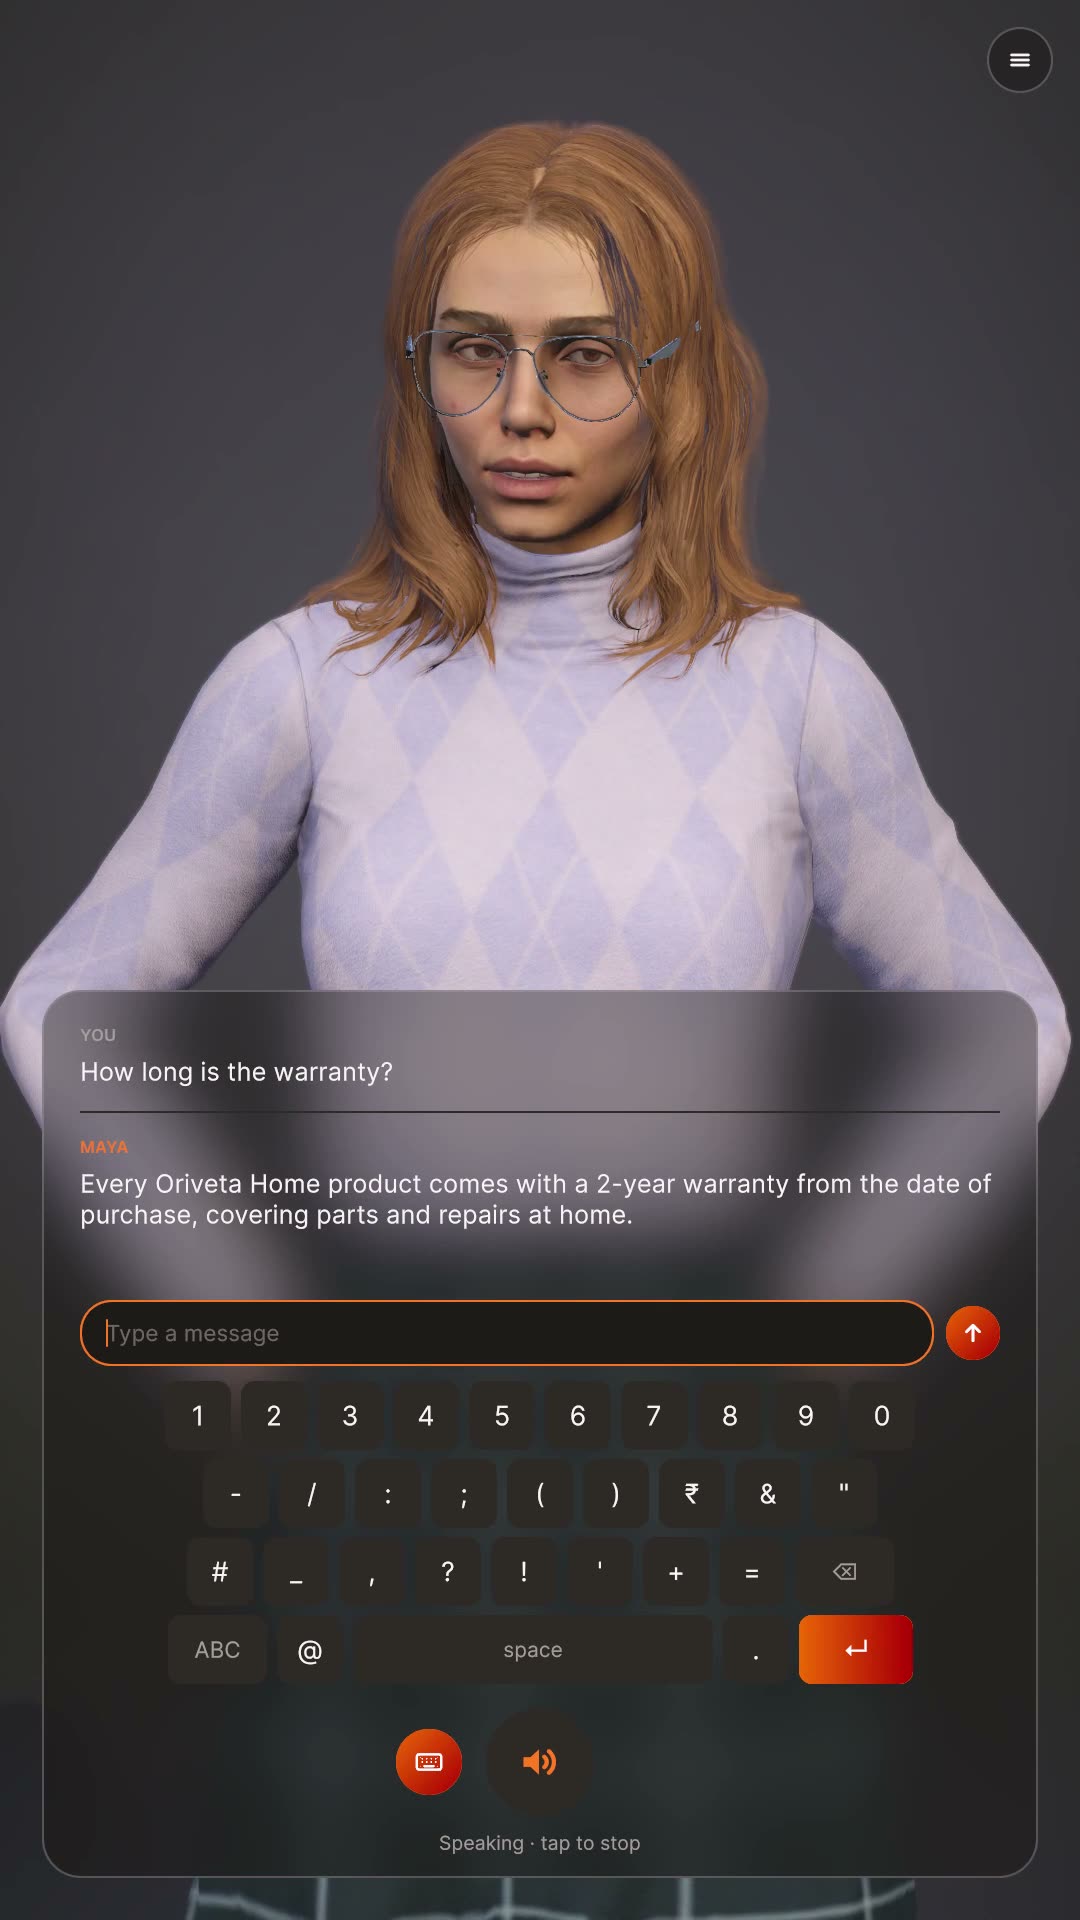 YOU
How long is the warranty?
MAYA
Every Oriveta Home product comes with a 2-year warranty from the date of
purchase, covering parts and repairs at home.
Type a message
1 2 3 4 5 6 7 8 9 0
- / : ; ( ) ₹ & "
# _ , ? ! ' + =
ABC @ space .
Speaking · tap to stop